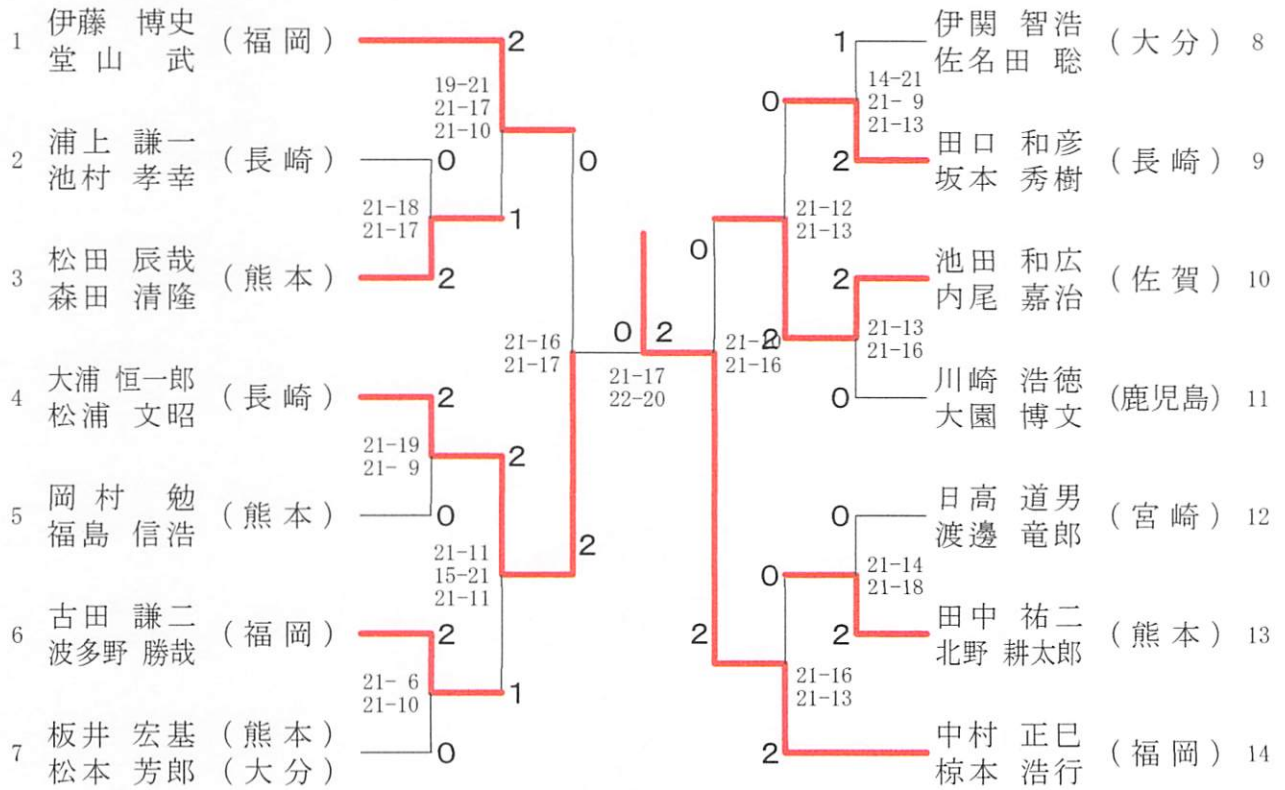 1 伊藤 博史 (福岡)
堂山 武
2 浦上 謙一 (長崎)
池村 孝幸
3 松田 辰哉 (熊本)
森田 清隆
4 大浦 恒一郎 (長崎)
松浦 文昭
5 岡村 勉 (熊本)
福島 信浩
6 古田 謙二 (福岡)
波多野 勝哉
7 板井 宏基 (熊本)
松本 芳郎 (大分)
2
19-21
21-17
21-10
0
21-18
21-17
1
2
0
21-16
21-17
2
21-19
21- 9
2
0
21-11
15-21
21-11
2
2
21- 6
21-10
1
0
0 2
21-17
22-20
1
14-21
21- 9
21-13
0
2
21-12
21-13
0
2
21-13
21-16
2
0
21-16
0
21-14
21-18
0
2
2
21-16
21-13
2
伊関 智浩 (大分) 8
佐名田 聡
田口 和彦 (長崎) 9
坂本 秀樹
池田 和広 (佐賀) 10
内尾 嘉治
川崎 浩徳 (鹿児島) 11
大園 博文
日高 道男 (宮崎) 12
渡邊 竜郎
田中 祐二 (熊本) 13
北野 耕太郎
中村 正巳 (福岡) 14
椋本 浩行